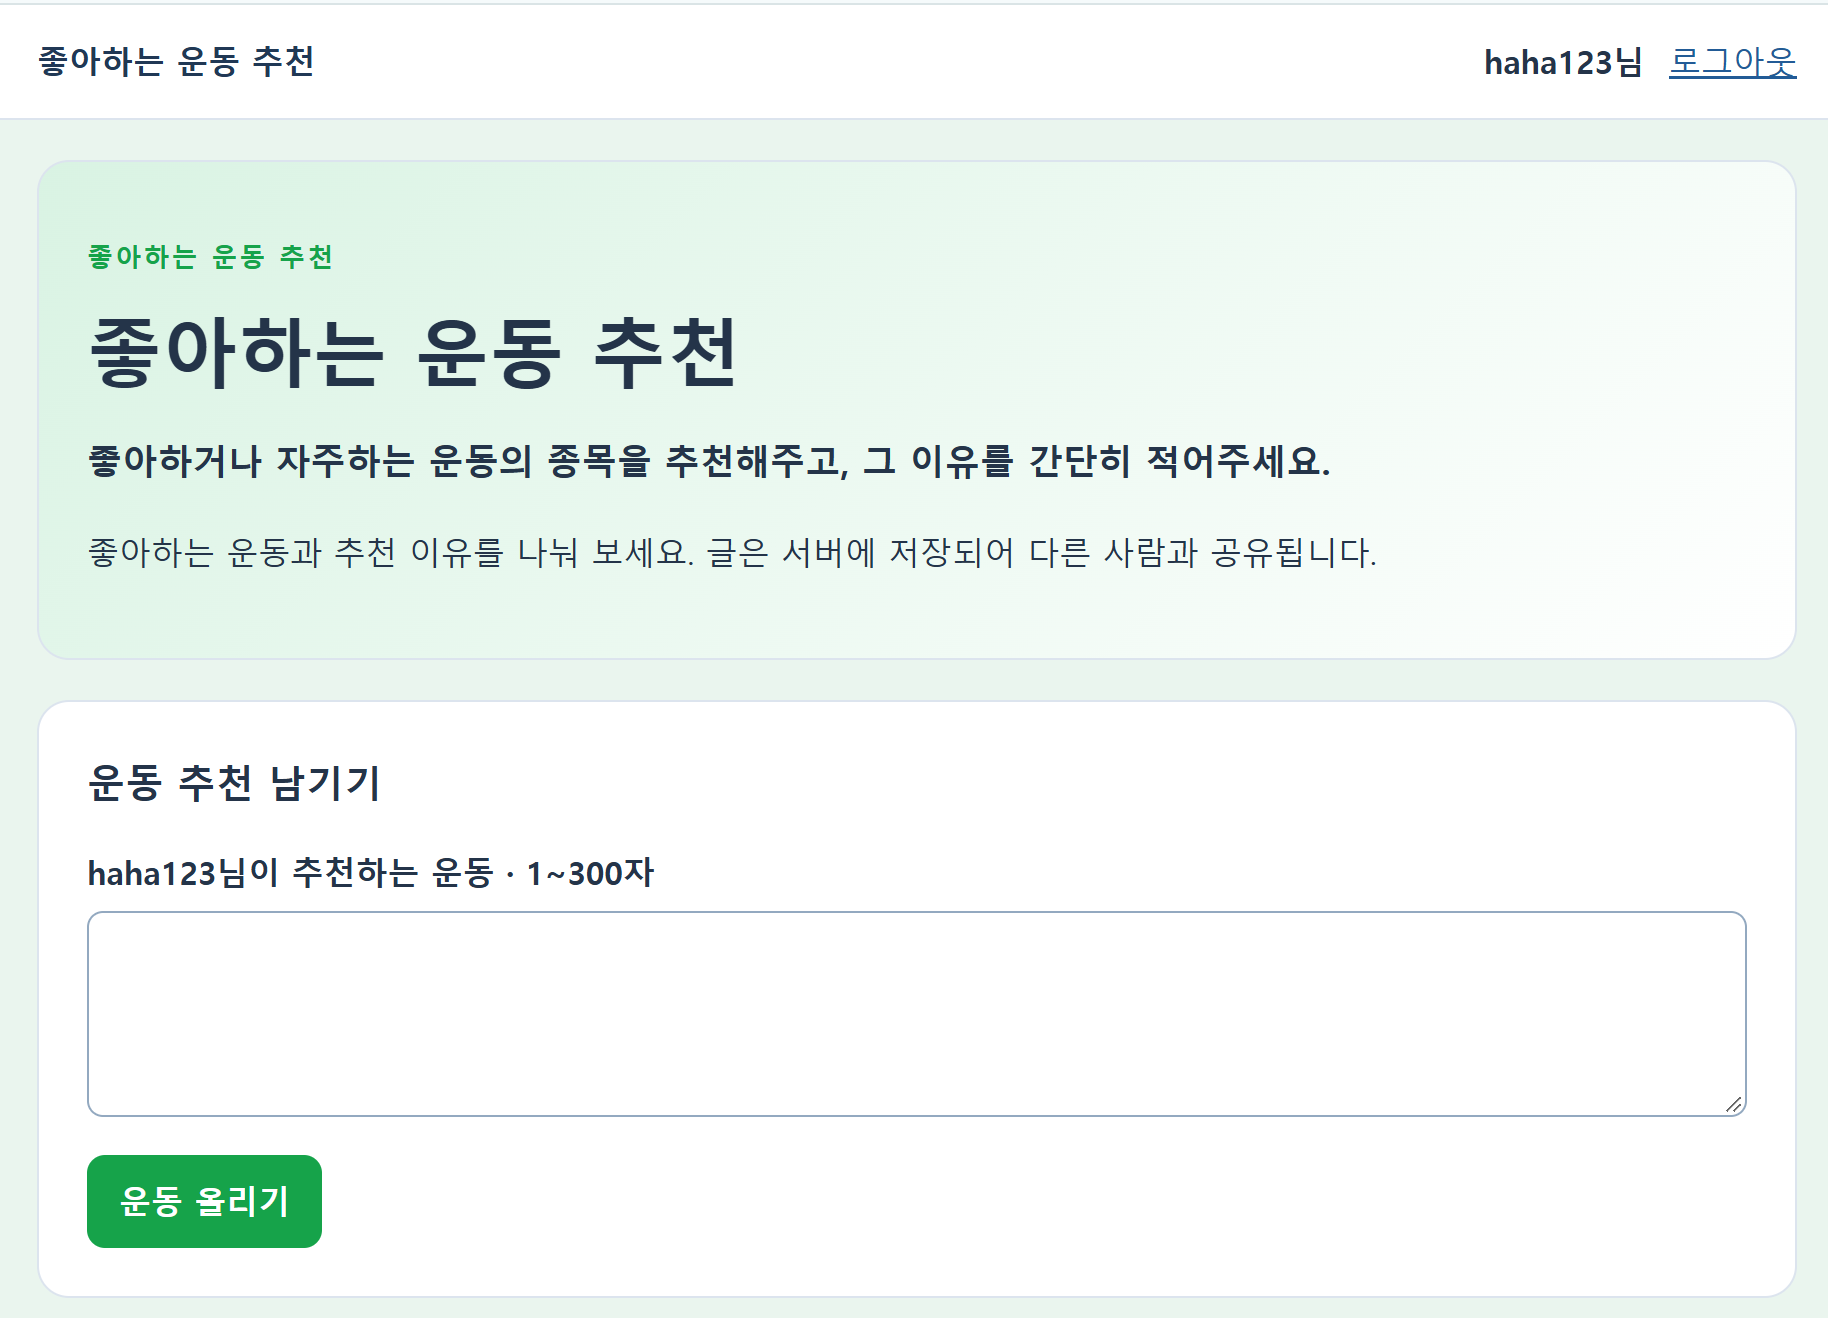 좋아하는 운동 추천
haha123님 로그아웃
좋아하는 운동 추천
좋아하는 운동 추천
좋아하거나 자주하는 운동의 종목을 추천해주고, 그 이유를 간단히 적어주세요.
좋아하는 운동과 추천 이유를 나눠 보세요. 글은 서버에 저장되어 다른 사람과 공유됩니다.
운동 추천 남기기
haha123님이 추천하는 운동 · 1~300자
운동 올리기